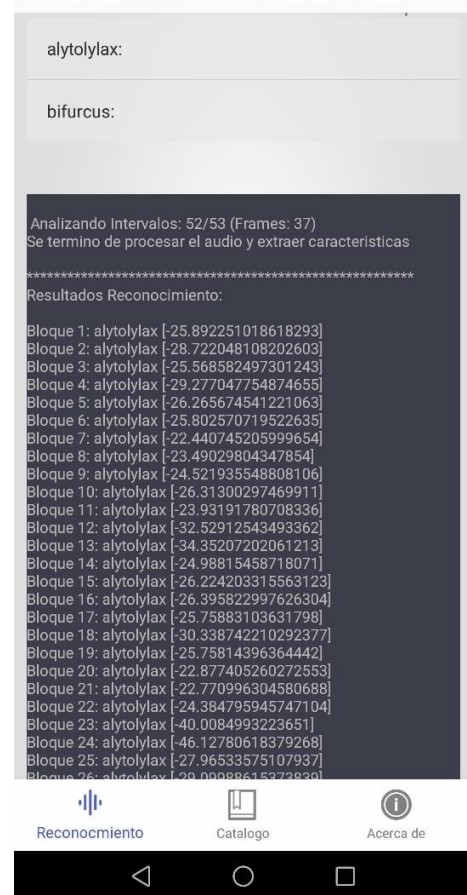 alytolylax:
bifurcus:
Analizando Intervalos: 52/53 (Frames: 37)
Se termino de procesar el audio y extraer caracteristicas
*********************************************************
Resultados Reconocimiento:
Bloque 1: alytolylax [-25.892251018618293]
Bloque 2: alytolylax [-28.722048108202603]
Bloque 3: alytolylax [-25.568582497301243]
Bloque 4: alytolylax [-29.277047754874655]
Bloque 5: alytolylax [-26.265674541221063]
Bloque 6: alytolylax [-25.802570719522635]
Bloque 7: alytolylax [-22.440745205999654]
Bloque 8: alytolylax [-23.49029804347854]
Bloque 9: alytolylax [-24.521935548808106]
Bloque 10: alytolylax [-26.31300297469911]
Bloque 11: alytolylax [-23.93191780708336]
Bloque 12: alytolylax [-32.52912543493362]
Bloque 13: alytolylax [-34.35207202061213]
Bloque 14: alytolylax [-24.98815458718071]
Bloque 15: alytolylax [-26.224203315563123]
Bloque 16: alytolylax [-26.395822997626304]
Bloque 17: alytolylax [-25.75883103631798]
Bloque 18: alytolylax [-30.338742210292377]
Bloque 19: alytolylax [-25.75814396364442]
Bloque 20: alytolylax [-22.877405260272553]
Bloque 21: alytolylax [-22.770996304580688]
Bloque 22: alytolylax [-24.384795945747104]
Bloque 23: alytolylax [-40.0084993223651]
Bloque 24: alytolylax [-46.12780618379268]
Bloque 25: alytolylax [-27.96533575107937]
Bloque 26: alytolylax [-29.09988615373839]
Reconocmiento
Catalogo
Acerca de